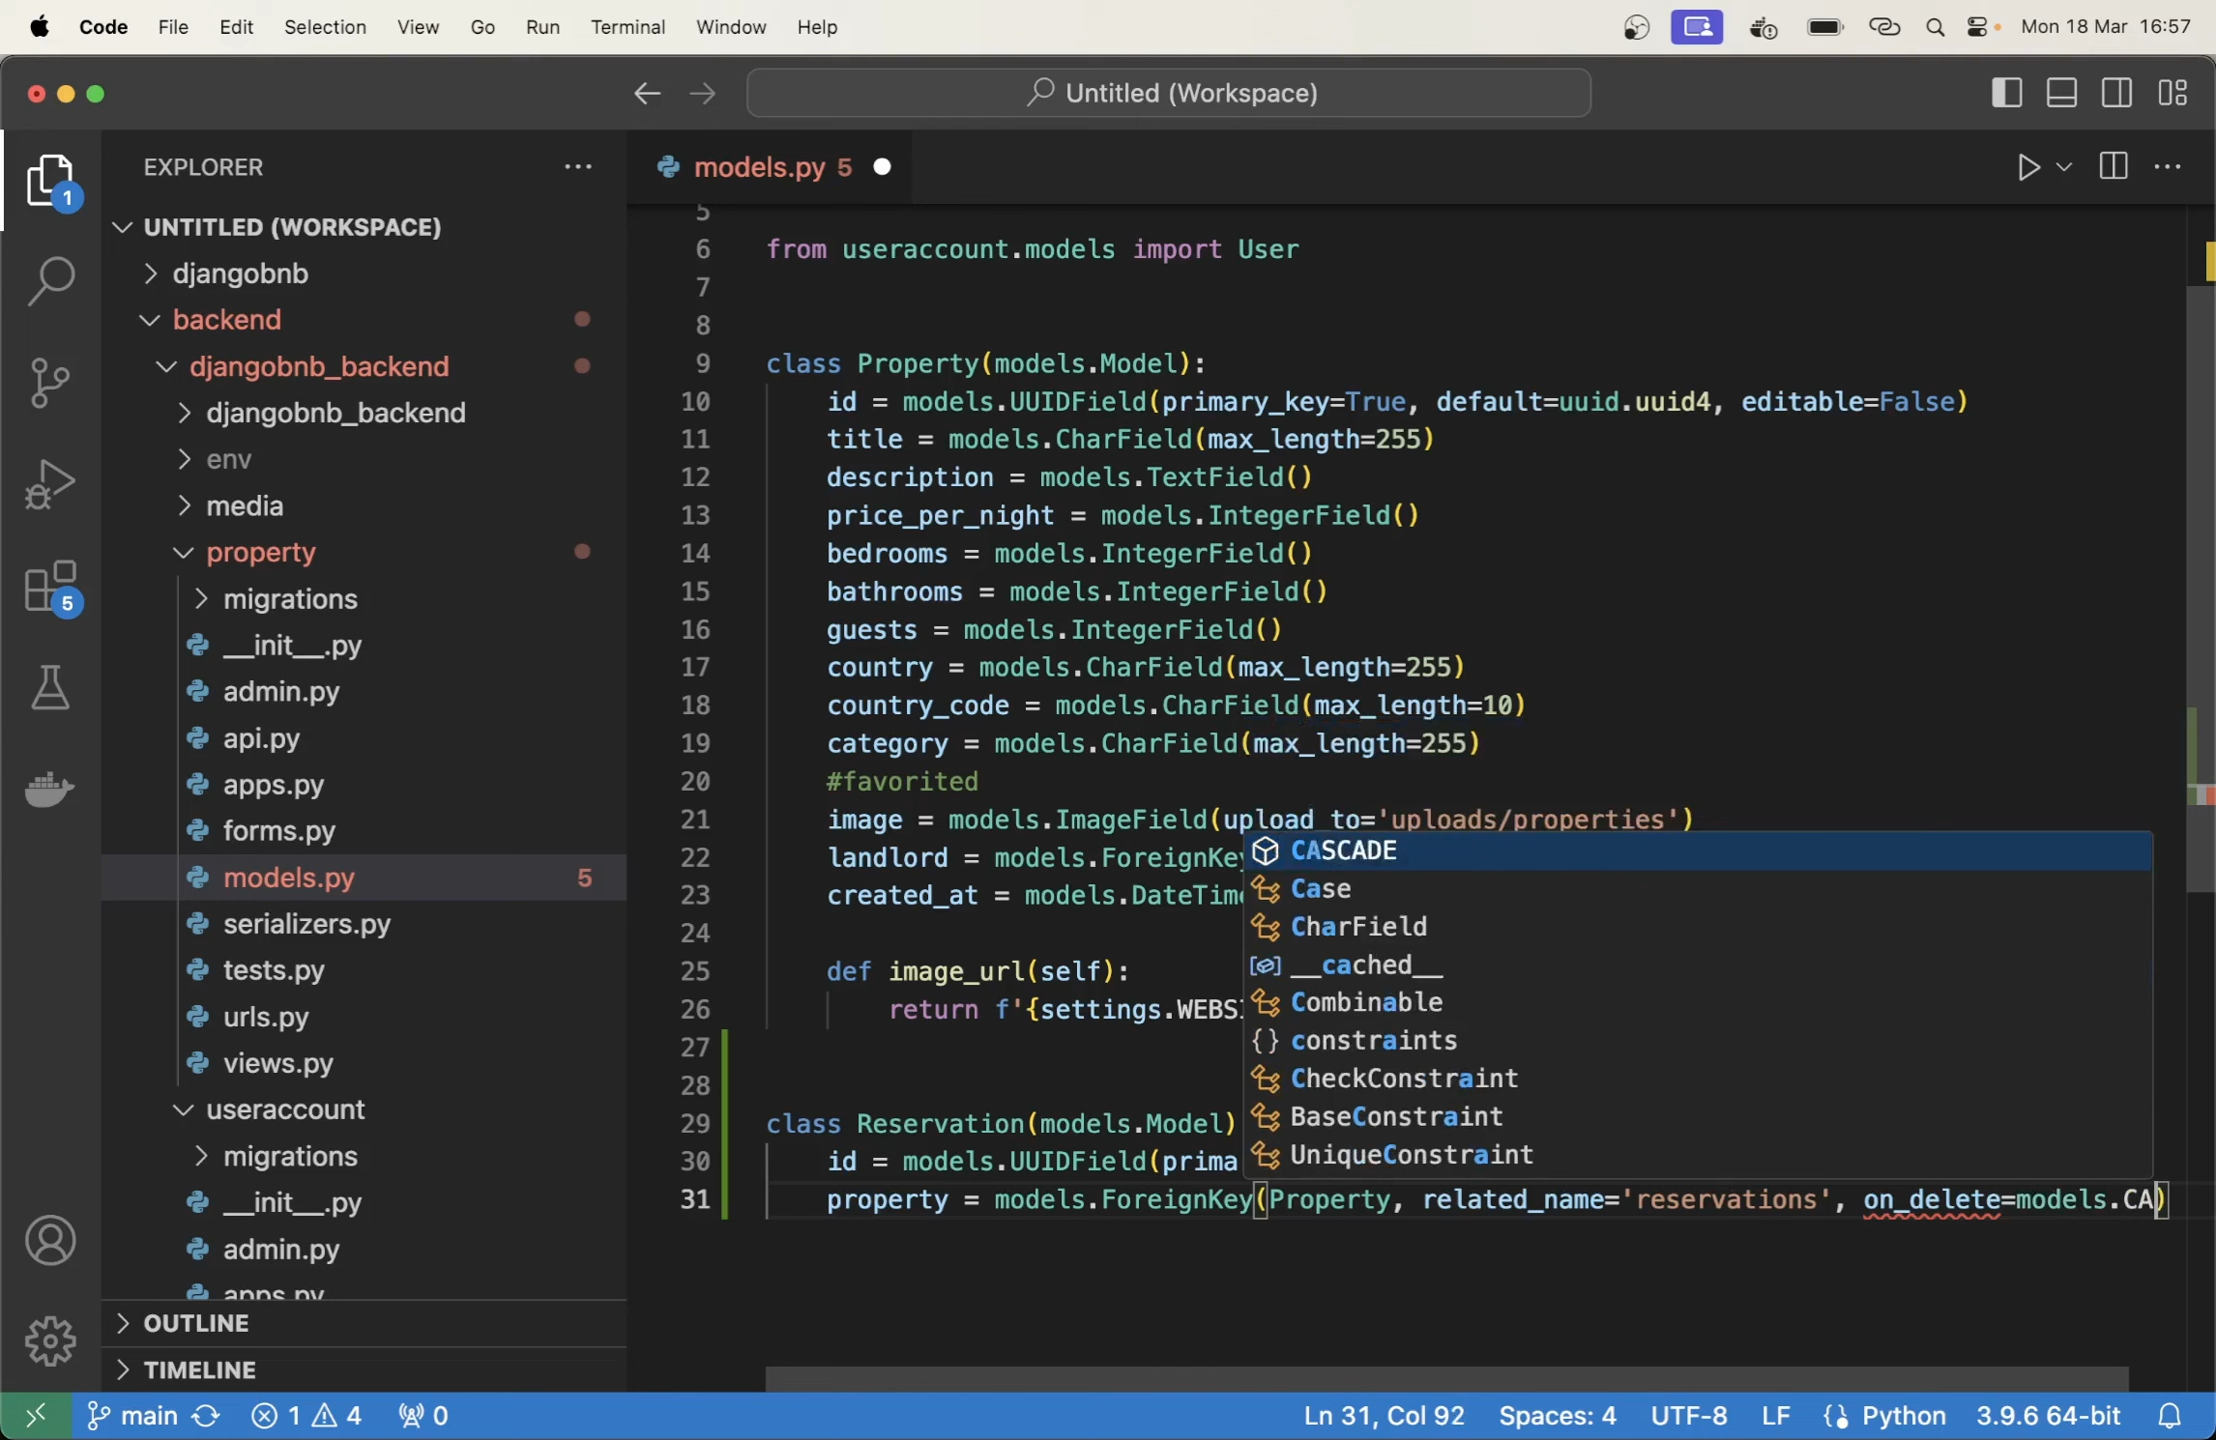 Code File Edit Selection View Go Run Terminal Window Help Mon 18 Mar 16:57
Untitled (Workspace)
EXPLORER
UNTITLED (WORKSPACE)
djangobnb
backend
djangobnb_backend
djangobnb_backend
env
media
property
migrations
__init__.py
admin.py
api.py
apps.py
forms.py
models.py 5
serializers.py
tests.py
urls.py
views.py
useraccount
migrations
__init__.py
admin.py
apps.py
OUTLINE
TIMELINE
1
5
models.py 5
5
6 from useraccount.models import User
7
8
9 class Property(models.Model):
10 id = models.UUIDField(primary_key=True, default=uuid.uuid4, editable=False)
11 title = models.CharField(max_length=255)
12 description = models.TextField()
13 price_per_night = models.IntegerField()
14 bedrooms = models.IntegerField()
15 bathrooms = models.IntegerField()
16 guests = models.IntegerField()
17 country = models.CharField(max_length=255)
18 country_code = models.CharField(max_length=10)
19 category = models.CharField(max_length=255)
20 #favorited
21 image = models.ImageField(upload_to='uploads/properties')
22 landlord = models.ForeignKey
23 created_at = models.DateTime
24
25 def image_url(self):
26 return f'{settings.WEBSI
27
28
29 class Reservation(models.Model)
30 id = models.UUIDField(prima
31 property = models.ForeignKey(Property, related_name='reservations', on_delete=models.CA)
CASCADE
Case
CharField
__cached__
Combinable
constraints
CheckConstraint
BaseConstraint
UniqueConstraint
main 1 4 0 Ln 31, Col 92 Spaces: 4 UTF-8 LF Python 3.9.6 64-bit